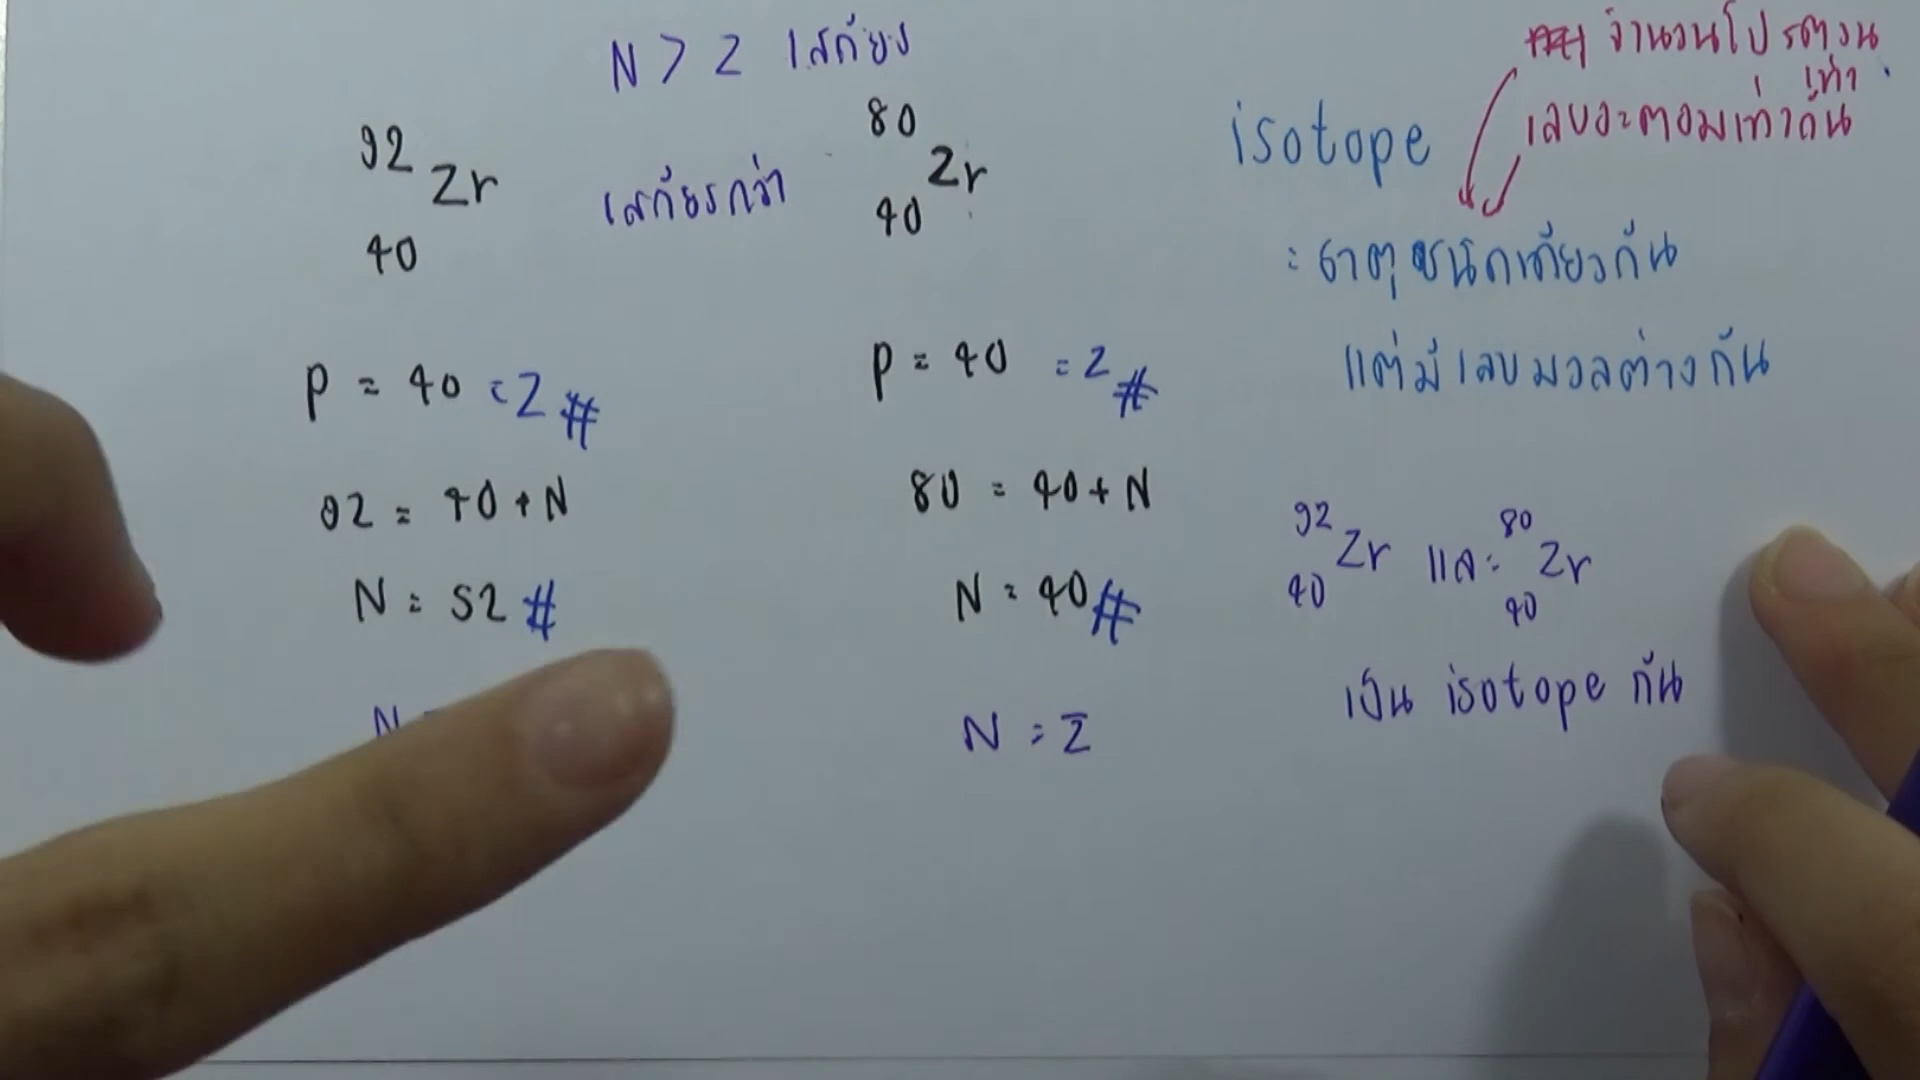 N > Z เสถียร
92
Zr
40
เสถียรกว่า
80
Zr
40
P = 40 = Z #
92 = 40 + N
N = 52 #
N =
P = 40 = Z #
80 = 40 + N
N = 40 #
N = Z
จำนวนโปรตอน
เท่า
isotope
เลขอะตอมเท่ากัน
= ธาตุชนิดเดียวกัน
แต่มีเลขมวลต่างกัน
92 80
Zr และ Zr
40 40
เป็น isotope กัน